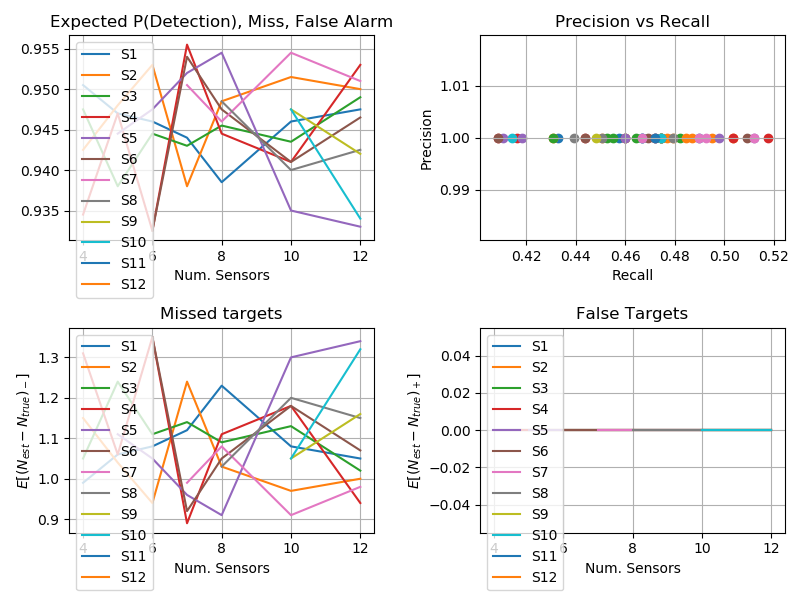 Expected P(Detection), Miss, False Alarm
0.955
0.950
0.945
0.940
0.935
S1
S2
S3
S4
S5
S6
S7
S8
S9
S10
S11
S12
4
6
8
10
12
Num. Sensors
Precision vs Recall
Precision
1.01
1.00
0.99
0.42
0.44
0.46
0.48
0.50
0.52
Recall
Missed targets
E[(N_est − N_true)_−]
1.3
1.2
1.1
1.0
0.9
S1
S2
S3
S4
S5
S6
S7
S8
S9
S10
S11
S12
4
6
8
10
12
Num. Sensors
False Targets
E[(N_est − N_true)_+]
0.04
0.02
0.00
−0.02
−0.04
S1
S2
S3
S4
S5
S6
S7
S8
S9
S10
S11
S12
4
6
8
10
12
Num. Sensors